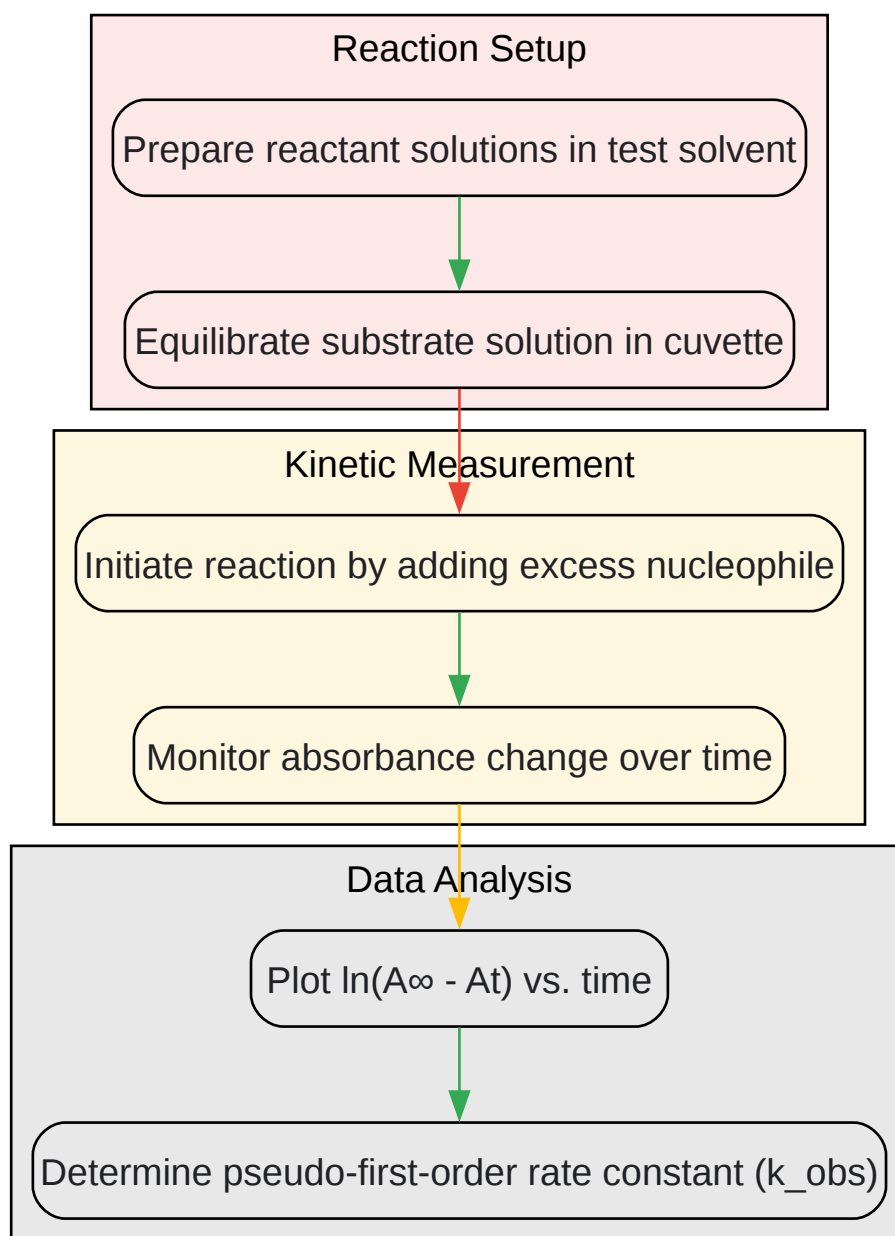 Reaction Setup
Prepare reactant solutions in test solvent
Equilibrate substrate solution in cuvette
Kinetic Measurement
Initiate reaction by adding excess nucleophile
Monitor absorbance change over time
Data Analysis
Plot ln(A∞ - At) vs. time
Determine pseudo-first-order rate constant (k_obs)